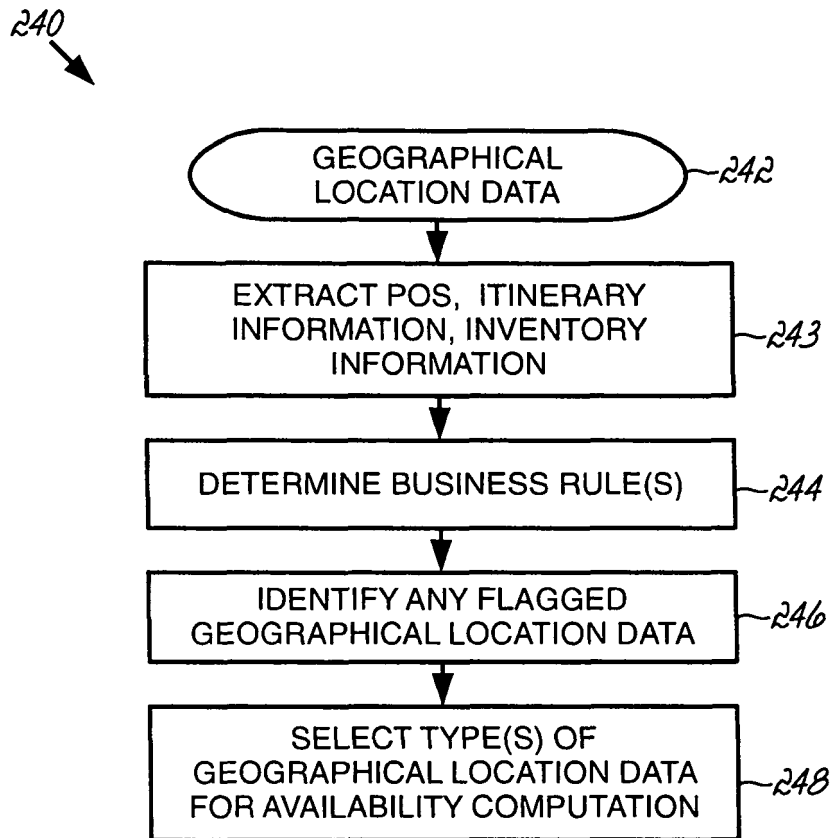 240
GEOGRAPHICAL
LOCATION DATA
242
EXTRACT POS, ITINERARY
INFORMATION, INVENTORY
INFORMATION
243
DETERMINE BUSINESS RULE(S)
244
IDENTIFY ANY FLAGGED
GEOGRAPHICAL LOCATION DATA
246
SELECT TYPE(S) OF
GEOGRAPHICAL LOCATION DATA
FOR AVAILABILITY COMPUTATION
248